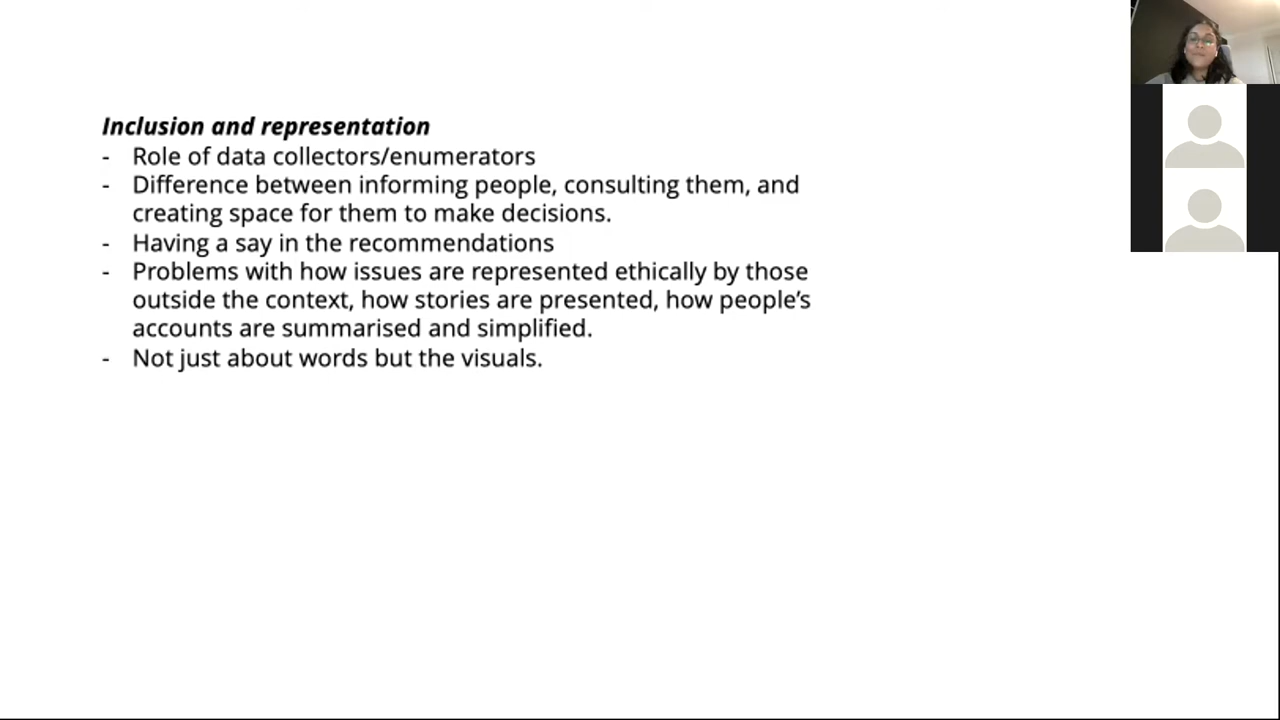 Inclusion and representation
- Role of data collectors/enumerators
- Difference between informing people, consulting them, and
creating space for them to make decisions.
- Having a say in the recommendations
- Problems with how issues are represented ethically by those
outside the context, how stories are presented, how people’s
accounts are summarised and simplified.
- Not just about words but the visuals.